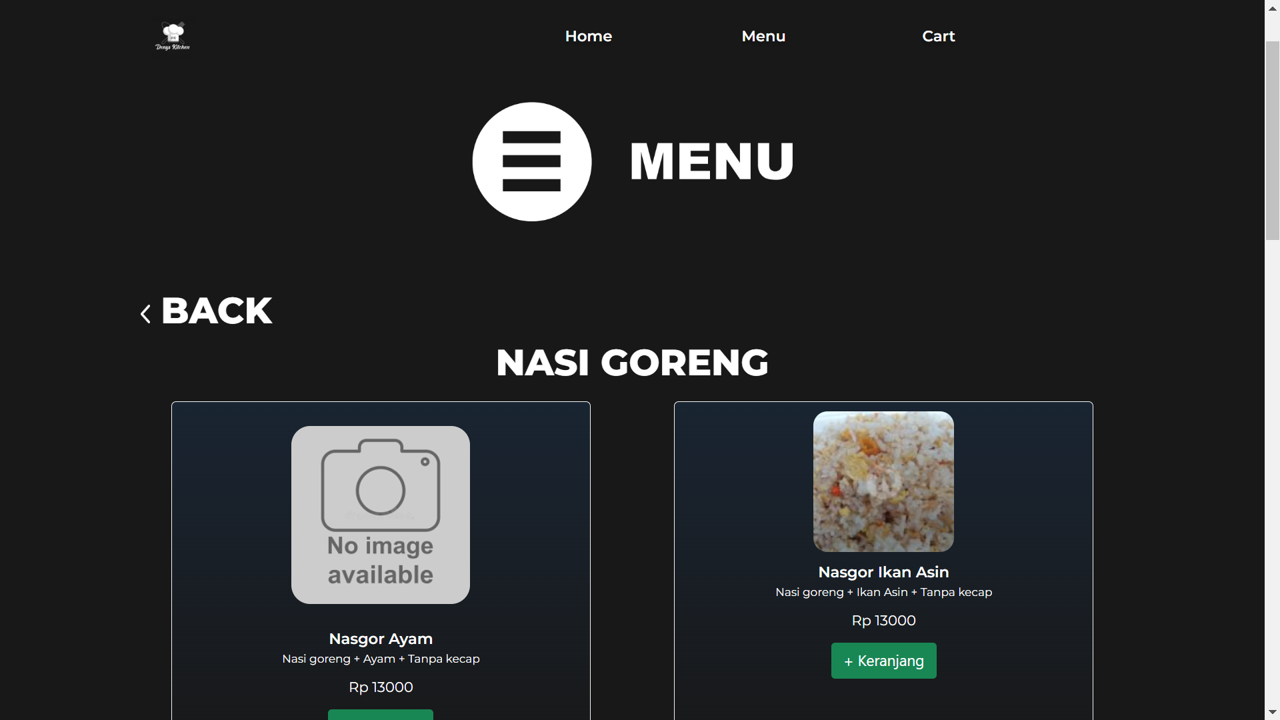 Denys Kitchen
Home
Menu
Cart
MENU
BACK
NASI GORENG
No image
available
Nasgor Ayam
Nasi goreng + Ayam + Tanpa kecap
Rp 13000
Nasgor Ikan Asin
Nasi goreng + Ikan Asin + Tanpa kecap
Rp 13000
+ Keranjang